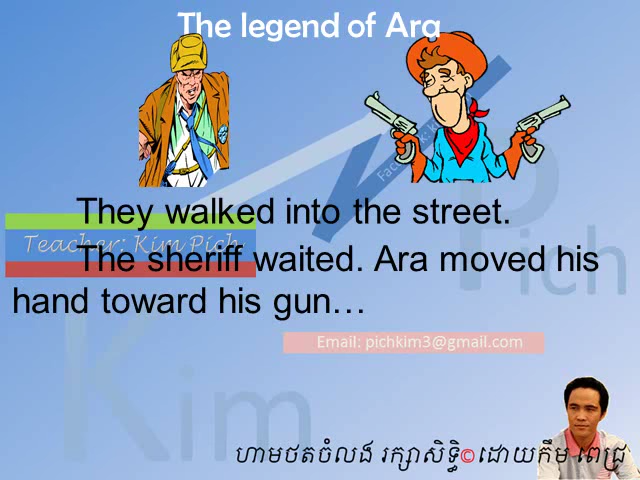 The legend of Ara
They walked into the street.
Teacher: Kim Pich
The sheriff waited. Ara moved his
hand toward his gun…
Pich
Email: pichkim3@gmail.com
Kim
ហាមថតចំលង រក្សាសិទ្ធិ©ដោយកឹម ពេជ្រ